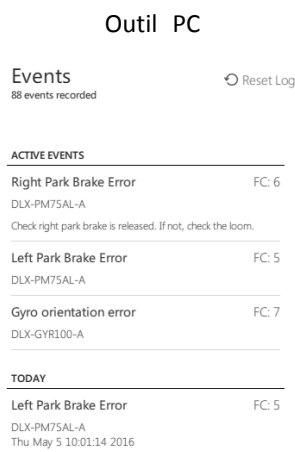 Outil PC
Events
Reset Log
88 events recorded
ACTIVE EVENTS
Right Park Brake Error FC: 6
DLX-PM75AL-A
Check right park brake is released. If not, check the loom.
Left Park Brake Error FC: 5
DLX-PM75AL-A
Gyro orientation error FC: 7
DLX-GYR100-A
TODAY
Left Park Brake Error FC: 5
DLX-PM75AL-A
Thu May 5 10:01:14 2016